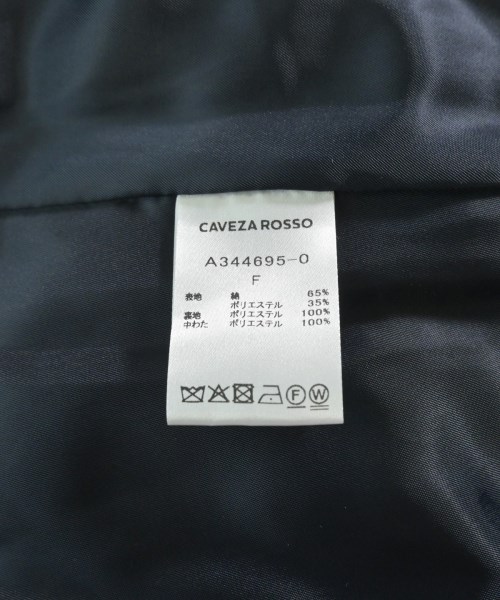 CAVEZA ROSSO
A344695-0
F
表地 綿 65%
ポリエステル 35%
裏地 ポリエステル 100%
中わた ポリエステル 100%
F W